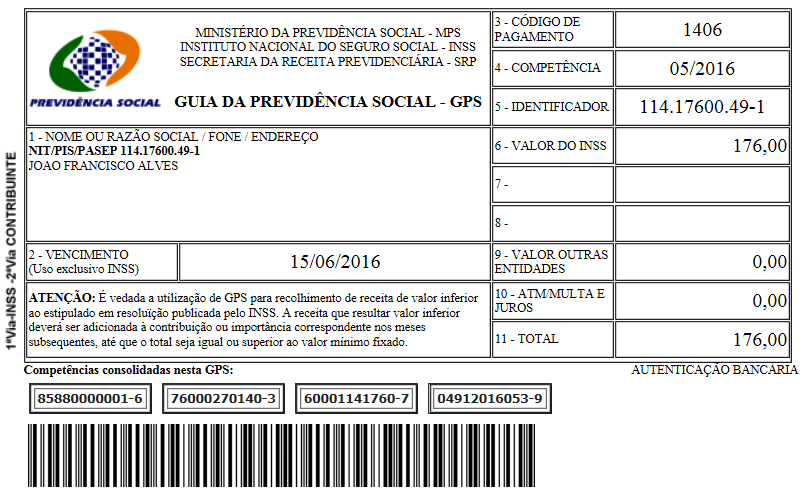 PREVIDÊNCIA SOCIAL
MINISTÉRIO DA PREVIDÊNCIA SOCIAL - MPS
INSTITUTO NACIONAL DO SEGURO SOCIAL - INSS
SECRETARIA DA RECEITA PREVIDENCIÁRIA - SRP
GUIA DA PREVIDÊNCIA SOCIAL - GPS
3 - CÓDIGO DE
PAGAMENTO
1406
4 - COMPETÊNCIA
05/2016
5 - IDENTIFICADOR
114.17600.49-1
1 - NOME OU RAZÃO SOCIAL / FONE / ENDEREÇO
NIT/PIS/PASEP 114.17600.49-1
JOAO FRANCISCO ALVES
6 - VALOR DO INSS
176,00
7 -
8 -
2 - VENCIMENTO
(Uso exclusivo INSS)
15/06/2016
9 - VALOR OUTRAS
ENTIDADES
0,00
ATENÇÃO: É vedada a utilização de GPS para recolhimento de receita de valor inferior
ao estipulado em resoluïção publicada pelo INSS. A receita que resultar valor inferior
deverá ser adicionada à contribuição ou importância correspondente nos meses
subsequentes, até que o total seja igual ou superior ao valor mínimo fixado.
10 - ATM/MULTA E
JUROS
0,00
11 - TOTAL
176,00
1ªVia-INSS -2ªVia CONTRIBUINTE
Competências consolidadas nesta GPS:
AUTENTICAÇÃO BANCÁRIA
85880000001-6 76000270140-3 60001141760-7 04912016053-9